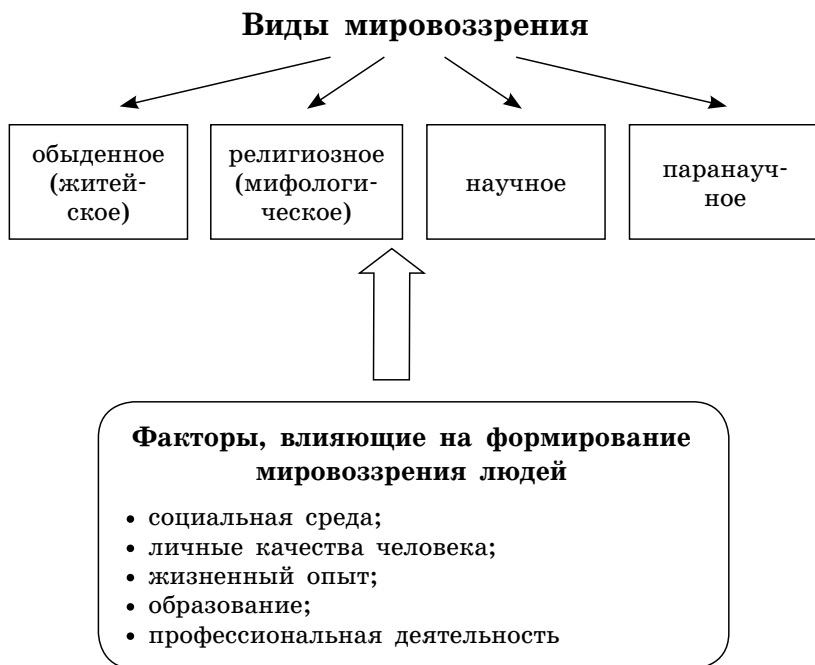 Виды мировоззрения
обыденное
(житей-
ское)
религиозное
(мифологи-
ческое)
научное
паранауч-
ное
Факторы, влияющие на формирование
мировоззрения людей
• социальная среда;
• личные качества человека;
• жизненный опыт;
• образование;
• профессиональная деятельность